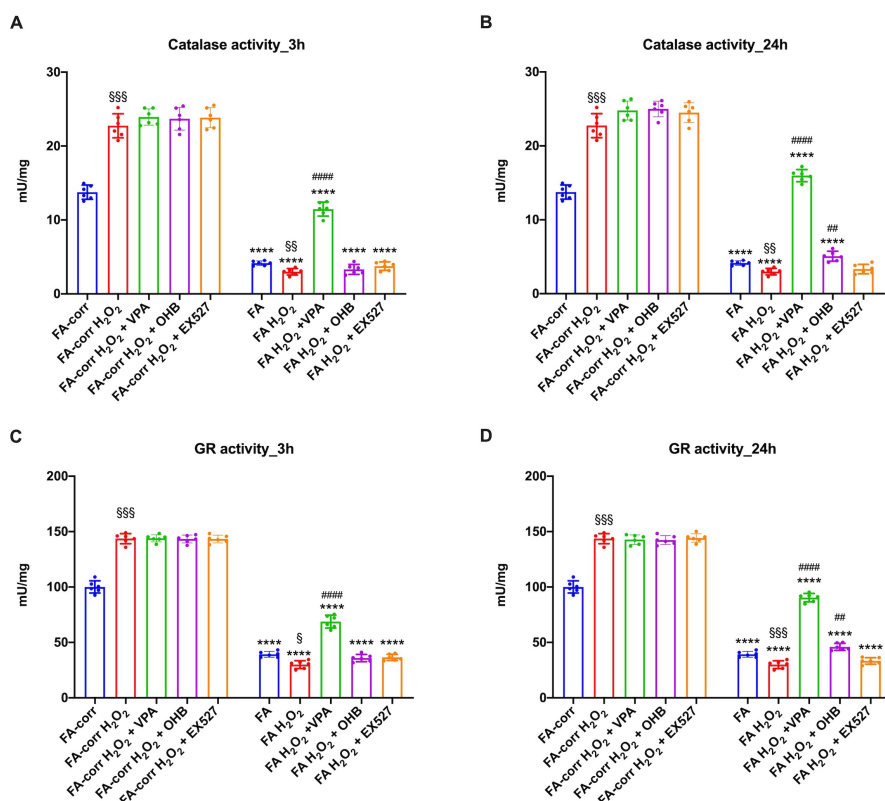 A
Catalase activity_3h
mU/mg
30
20
10
0
§§§
§§
####
****
****
****
****
****
FA-corr
FA-corr H₂O₂
FA-corr H₂O₂ + VPA
FA-corr H₂O₂ + OHB
FA-corr H₂O₂ + EX527
FA
FA H₂O₂
FA H₂O₂ +VPA
FA H₂O₂ + OHB
FA H₂O₂ + EX527
B
Catalase activity_24h
mU/mg
30
20
10
0
§§§
####
****
##
****
§§
****
****
FA-corr
FA-corr H₂O₂
FA-corr H₂O₂ + VPA
FA-corr H₂O₂ + OHB
FA-corr H₂O₂ + EX527
FA
FA H₂O₂
FA H₂O₂ +VPA
FA H₂O₂ + OHB
FA H₂O₂ + EX527
C
GR activity_3h
mU/mg
200
150
100
50
0
§§§
####
****
§
****
****
****
****
FA-corr
FA-corr H₂O₂
FA-corr H₂O₂ + VPA
FA-corr H₂O₂ + OHB
FA-corr H₂O₂ + EX527
FA
FA H₂O₂
FA H₂O₂ +VPA
FA H₂O₂ + OHB
FA H₂O₂ + EX527
D
GR activity_24h
mU/mg
200
150
100
50
0
§§§
####
****
##
****
§§§
****
****
****
FA-corr
FA-corr H₂O₂
FA-corr H₂O₂ + VPA
FA-corr H₂O₂ + OHB
FA-corr H₂O₂ + EX527
FA
FA H₂O₂
FA H₂O₂ +VPA
FA H₂O₂ + OHB
FA H₂O₂ + EX527